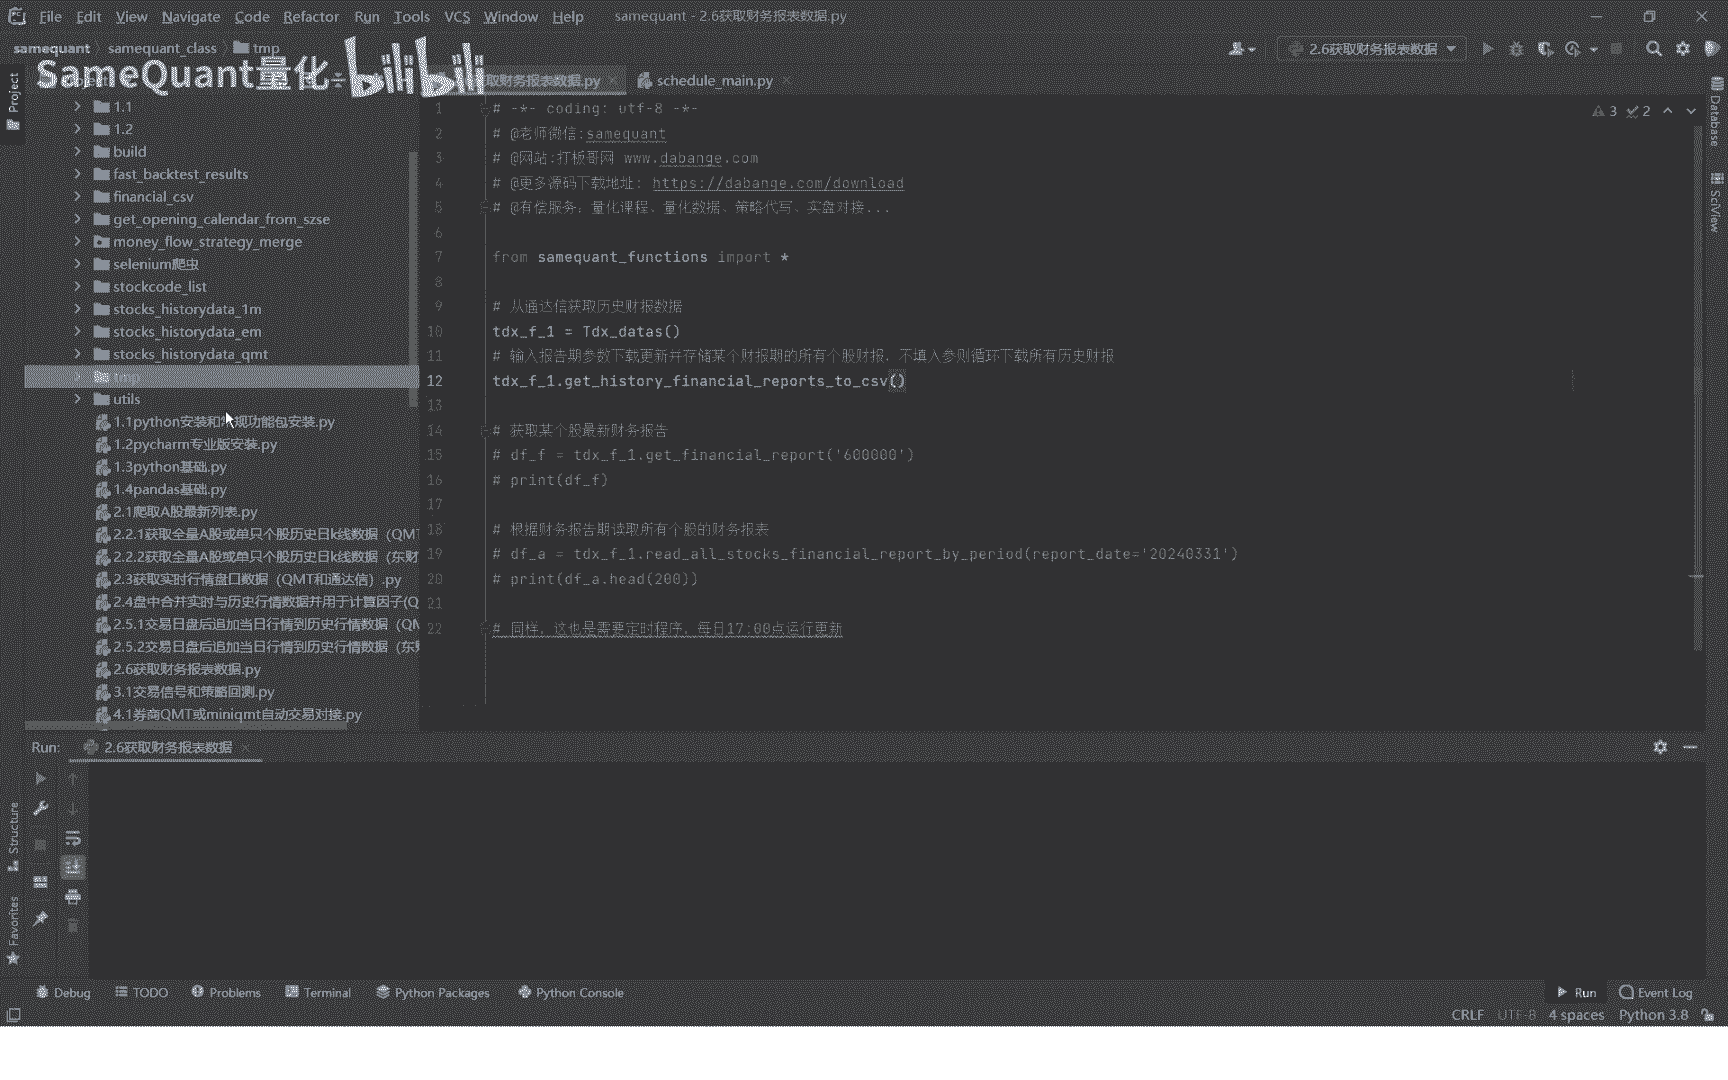 File Edit View Navigate Code Refactor Run Tools VCS Window Help samequant - 2.6获取财务报表数据.py
samequant samequant_class tmp
2.6获取财务报表数据
SameQuant量化 bilibili
取财务报表数据.py
schedule_main.py
Project
1.1
1.2
build
fast_backtest_results
financial_csv
get_opening_calendar_from_szse
money_flow_strategy_merge
selenium爬虫
stockcode_list
stocks_historydata_1m
stocks_historydata_em
stocks_historydata_qmt
tmp
utils
1.1python安装和常规功能包安装.py
1.2pycharm专业版安装.py
1.3python基础.py
1.4pandas基础.py
2.1爬取A股最新列表.py
2.2.1获取全量A股或单只个股历史日k线数据（QMT
2.2.2获取全量A股或单只个股历史日k线数据（东财
2.3获取实时行情盘口数据（QMT和通达信）.py
2.4盘中合并实时与历史行情数据并用于计算因子(Q
2.5.1交易日盘后追加当日行情到历史行情数据（QM
2.5.2交易日盘后追加当日行情到历史行情数据（东
2.6获取财务报表数据.py
3.1交易信号和策略回测.py
4.1券商QMT或miniqmt自动交易对接.py
1 # -*- coding: utf-8 -*-
2 # @老师微信:samequant
3 # @网站:打板哥网 www.dabange.com
4 # @更多源码下载地址: https://dabange.com/download
5 # @有偿服务：量化课程、量化数据、策略代写、实盘对接...
6
7 from samequant_functions import *
8
9 # 从通达信获取历史财报数据
10 tdx_f_1 = Tdx_datas()
11 # 输入报告期参数下载更新并存储某个财报期的所有个股财报，不填入参则循环下载所有历史财报
12 tdx_f_1.get_history_financial_reports_to_csv()
13
14 # 获取某个股最新财务报告
15 # df_f = tdx_f_1.get_financial_report('600000')
16 # print(df_f)
17
18 # 根据财务报告期读取所有个股的财务报表
19 # df_a = tdx_f_1.read_all_stocks_financial_report_by_period(report_date='20240331')
20 # print(df_a.head(200))
21
22 # 同样，这也是需要定时程序，每日17:00点运行更新
3 2
Database
SciView
Run: 2.6获取财务报表数据
Structure
Favorites
Debug TODO Problems Terminal Python Packages Python Console Run Event Log
CRLF UTF-8 4 spaces Python 3.8